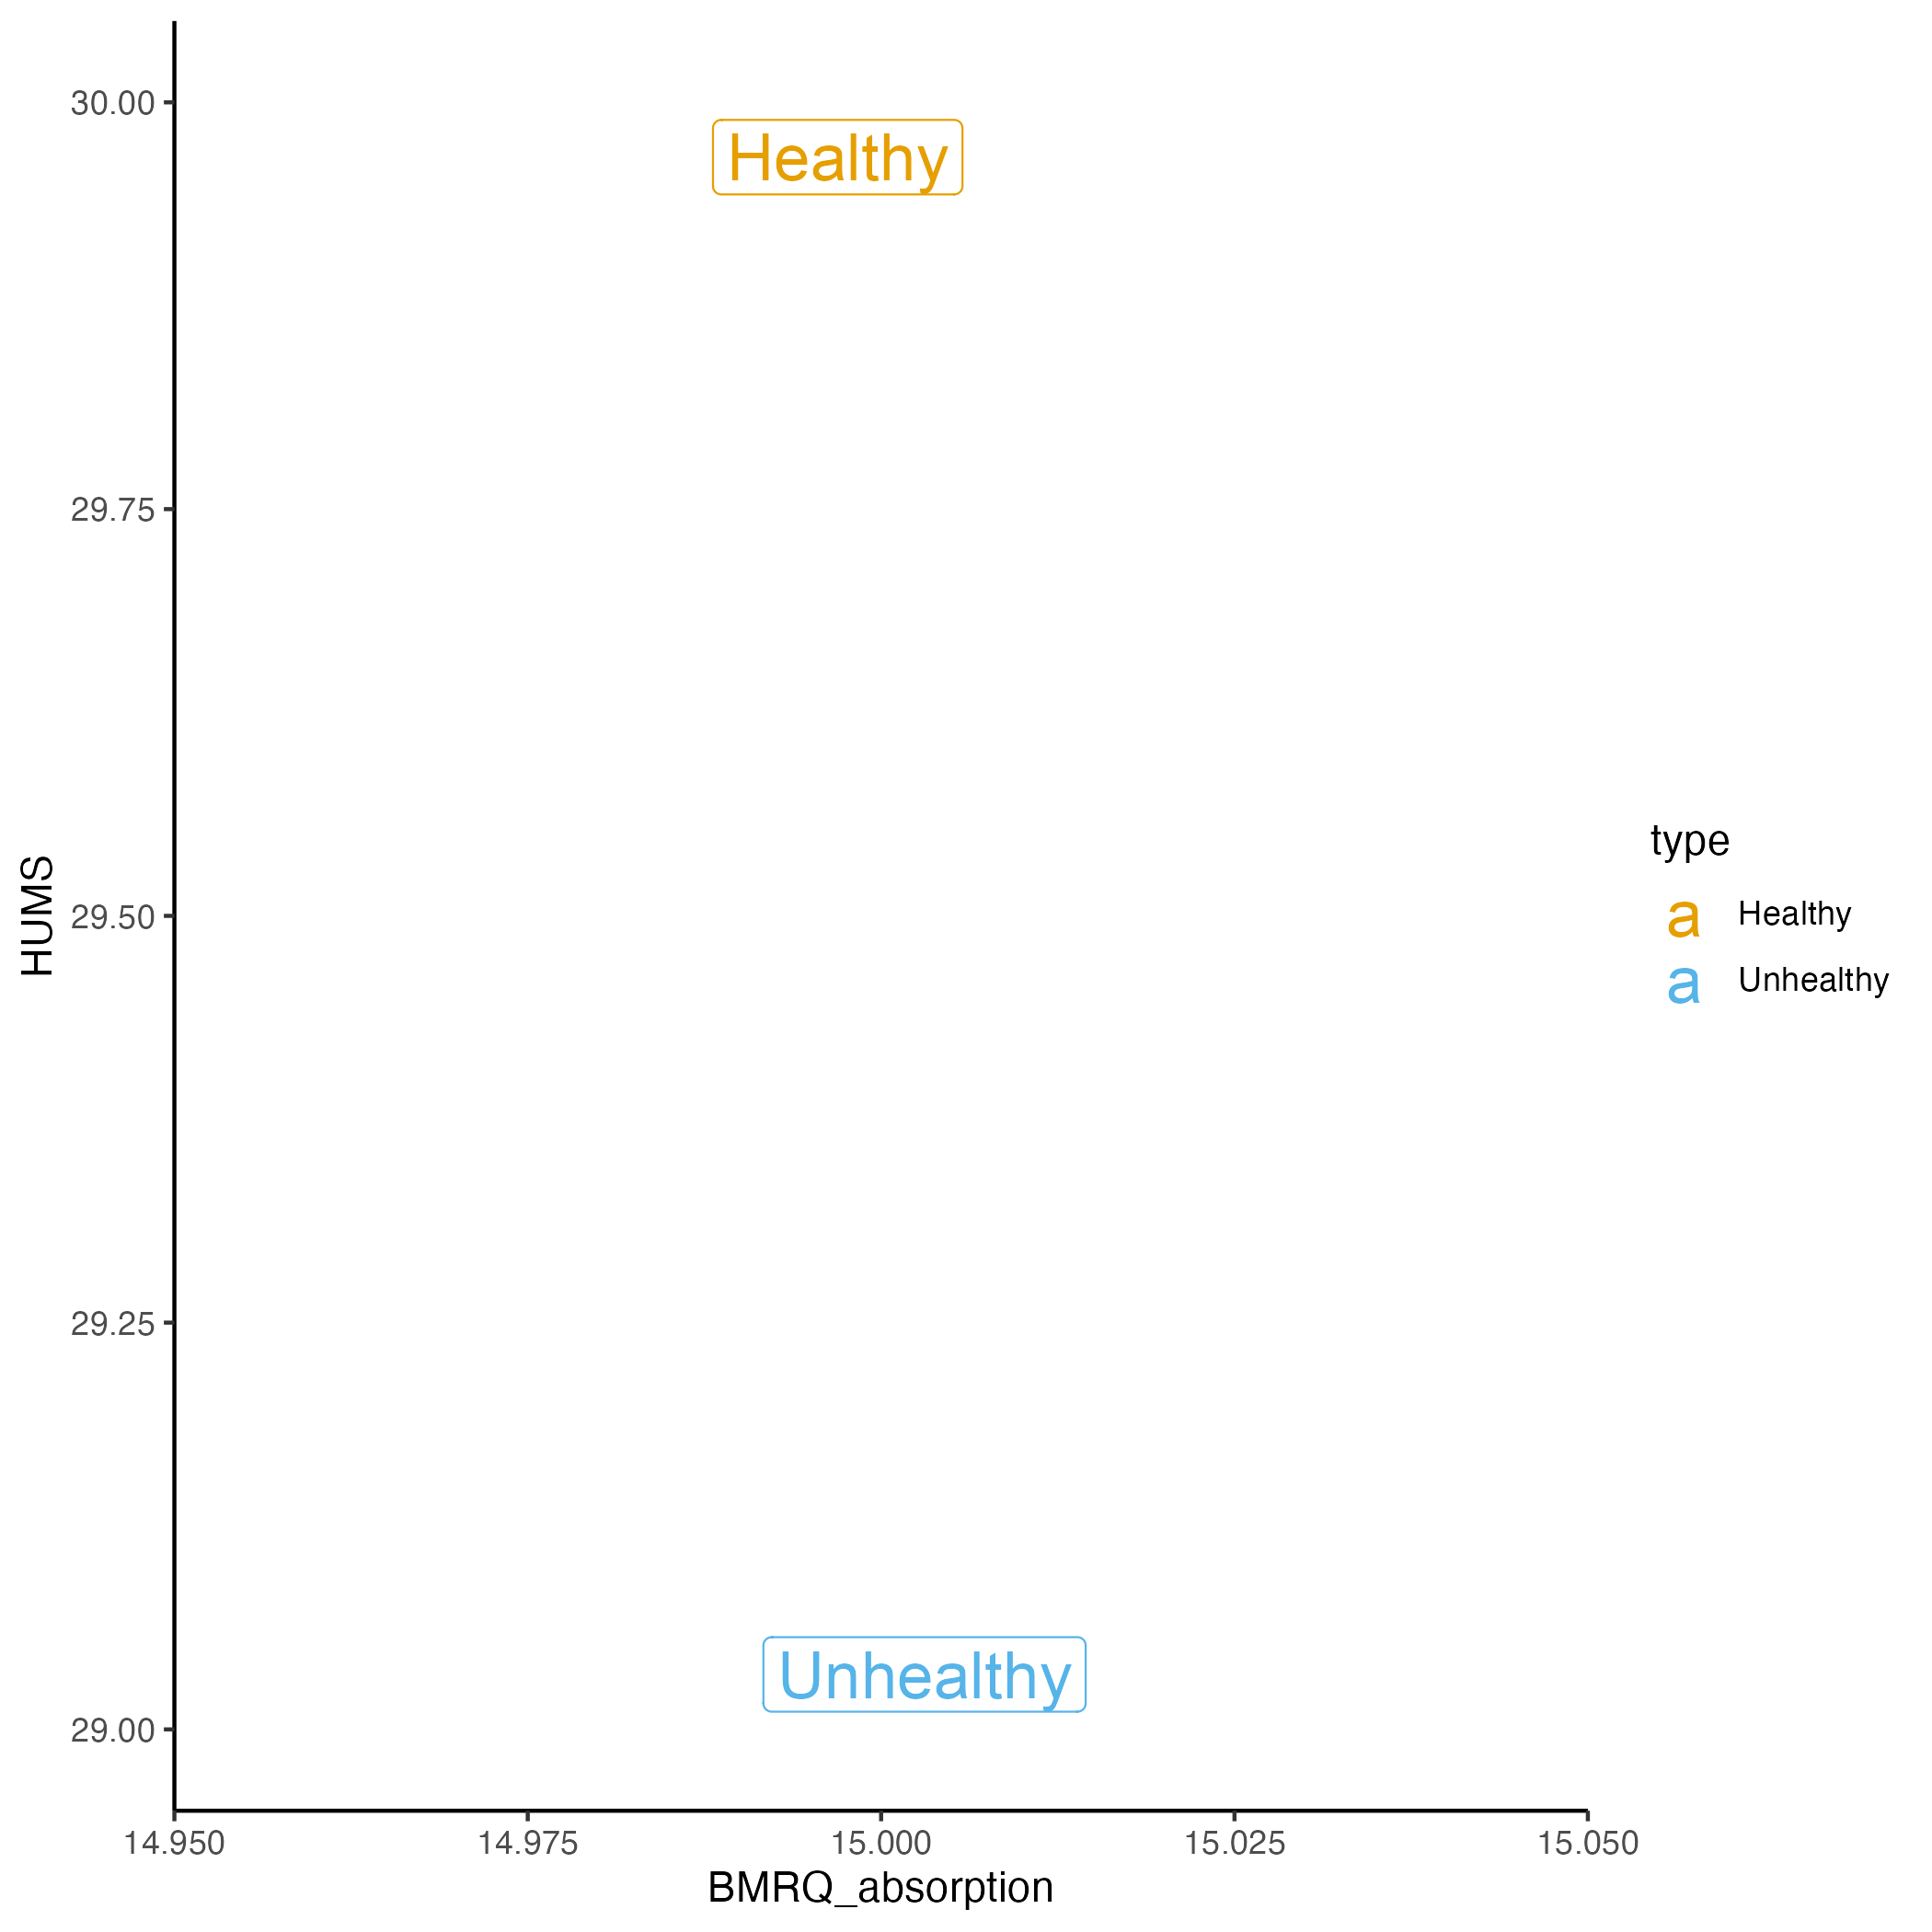 30.00
Healthy
29.75
HUMS
29.50
type
a Healthy
a Unhealthy
29.25
Unhealthy
29.00
14.950 14.975 15.000 15.025 15.050
BMRQ_absorption